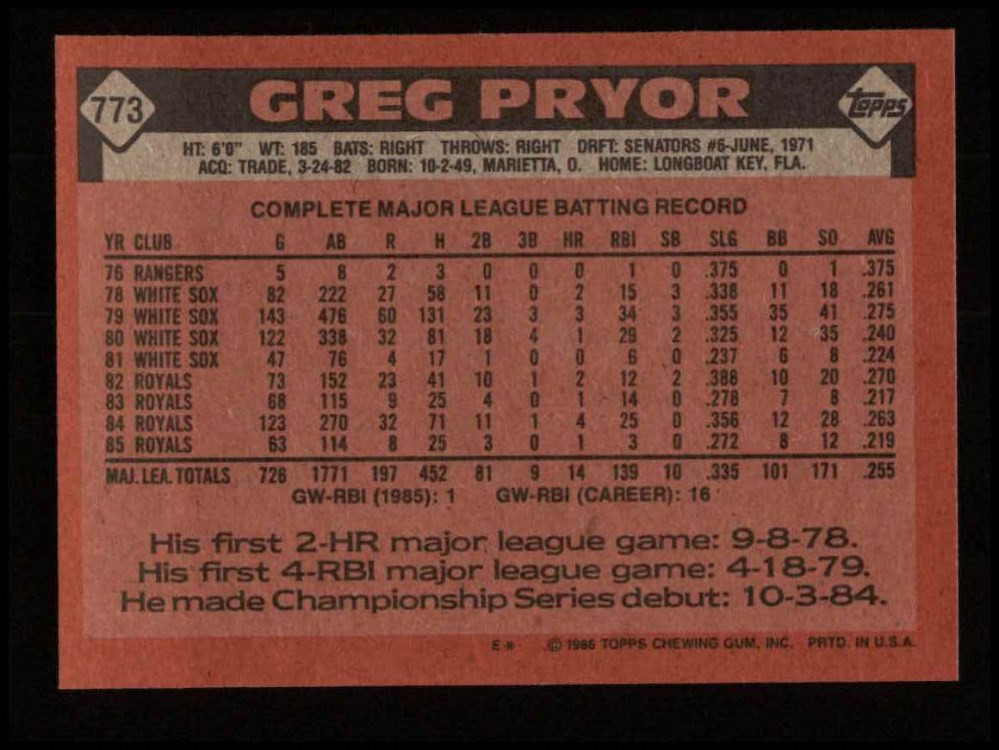 773 GREG PRYOR Topps
HT: 6'0" WT: 185 BATS: RIGHT THROWS: RIGHT DRFT: SENATORS #6-JUNE, 1971
ACQ: TRADE, 3-24-82 BORN: 10-2-49, MARIETTA, O. HOME: LONGBOAT KEY, FLA.
COMPLETE MAJOR LEAGUE BATTING RECORD
YR CLUB G AB R H 2B 3B HR RBI SB SLG BB SO AVG
76 RANGERS 5 8 2 3 0 0 0 1 0 .375 0 1 .375
78 WHITE SOX 82 222 27 58 11 0 2 15 3 .338 11 18 .261
79 WHITE SOX 143 476 60 131 23 3 3 34 3 .355 35 41 .275
80 WHITE SOX 122 338 32 81 18 4 1 29 2 .325 12 35 .240
81 WHITE SOX 47 76 4 17 1 0 0 6 0 .237 6 8 .224
82 ROYALS 73 152 23 41 10 1 2 12 2 .388 10 20 .270
83 ROYALS 68 115 9 25 4 0 1 14 0 .278 7 8 .217
84 ROYALS 123 270 32 71 11 1 4 25 0 .356 12 28 .263
85 ROYALS 63 114 8 25 3 0 1 3 0 .272 8 12 .219
MAJ. LEA. TOTALS 726 1771 197 452 81 9 14 139 10 .335 101 171 .255
GW-RBI (1985): 1 GW-RBI (CAREER): 16
His first 2-HR major league game: 9-8-78.
His first 4-RBI major league game: 4-18-79.
He made Championship Series debut: 10-3-84.
E* © 1986 TOPPS CHEWING GUM, INC. PRTD. IN U.S.A.